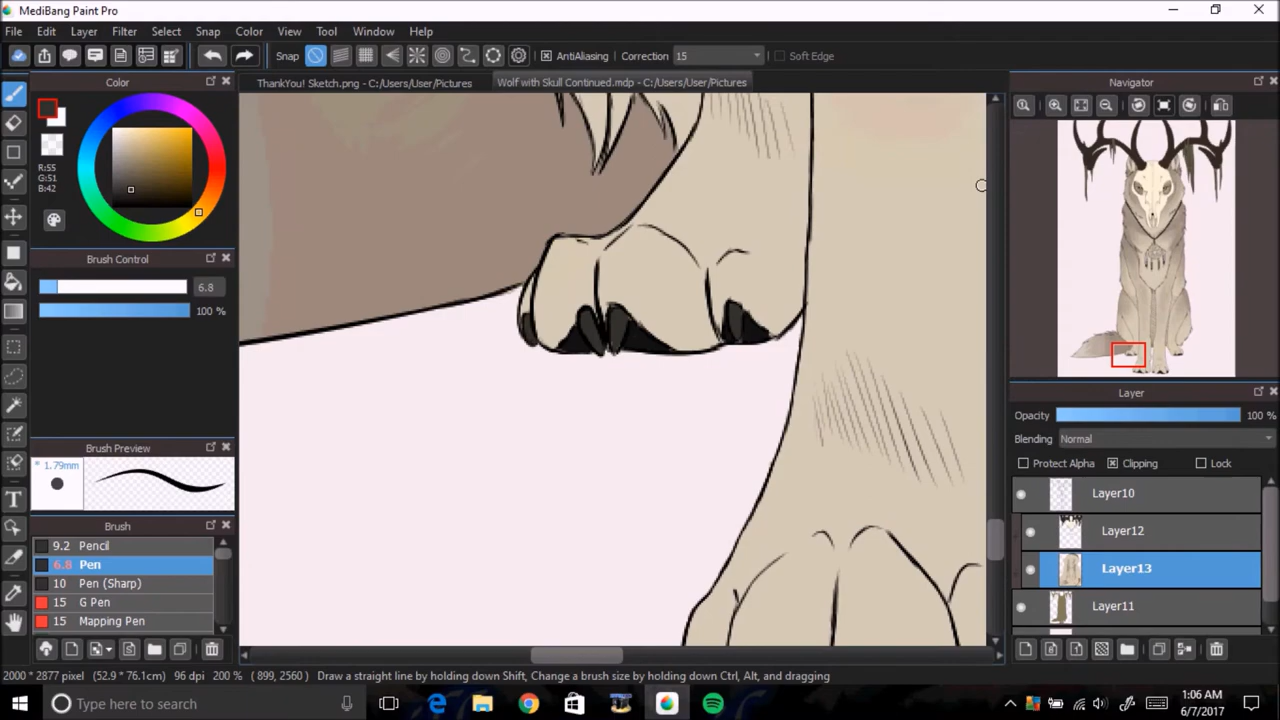 MediBang Paint Pro
File Edit Layer Filter Select Snap Color View Tool Window Help
Snap AntiAliasing Correction 15 Soft Edge
Color
ThankYou! Sketch.png - C:/Users/User/Pictures
Wolf with Skull Continued.mdp - C:/Users/User/Pictures
Navigator
R:55
G:51
B:42
Brush Control
6.8
100 %
Brush Preview
* 1.79mm
Brush
9.2 Pencil
6.8 Pen
10 Pen (Sharp)
15 G Pen
15 Mapping Pen
Layer
Opacity 100 %
Blending Normal
Protect Alpha Clipping Lock
Layer10
Layer12
Layer13
Layer11
2000 * 2877 pixel (52.9 * 76.1cm) 96 dpi 200 % ( 899, 2560 ) Draw a straight line by holding down Shift, Change a brush size by holding down Ctrl, Alt, and dragging
Type here to search
1:06 AM
6/7/2017